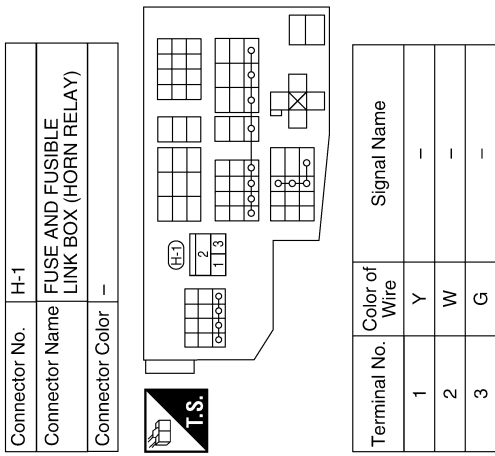 Connector No. H-1
Connector Name FUSE AND FUSIBLE
LINK BOX (HORN RELAY)
Connector Color –
T.S.
H-1
2
1 3
Terminal No. Color of Wire Signal Name
1 Y –
2 W –
3 G –